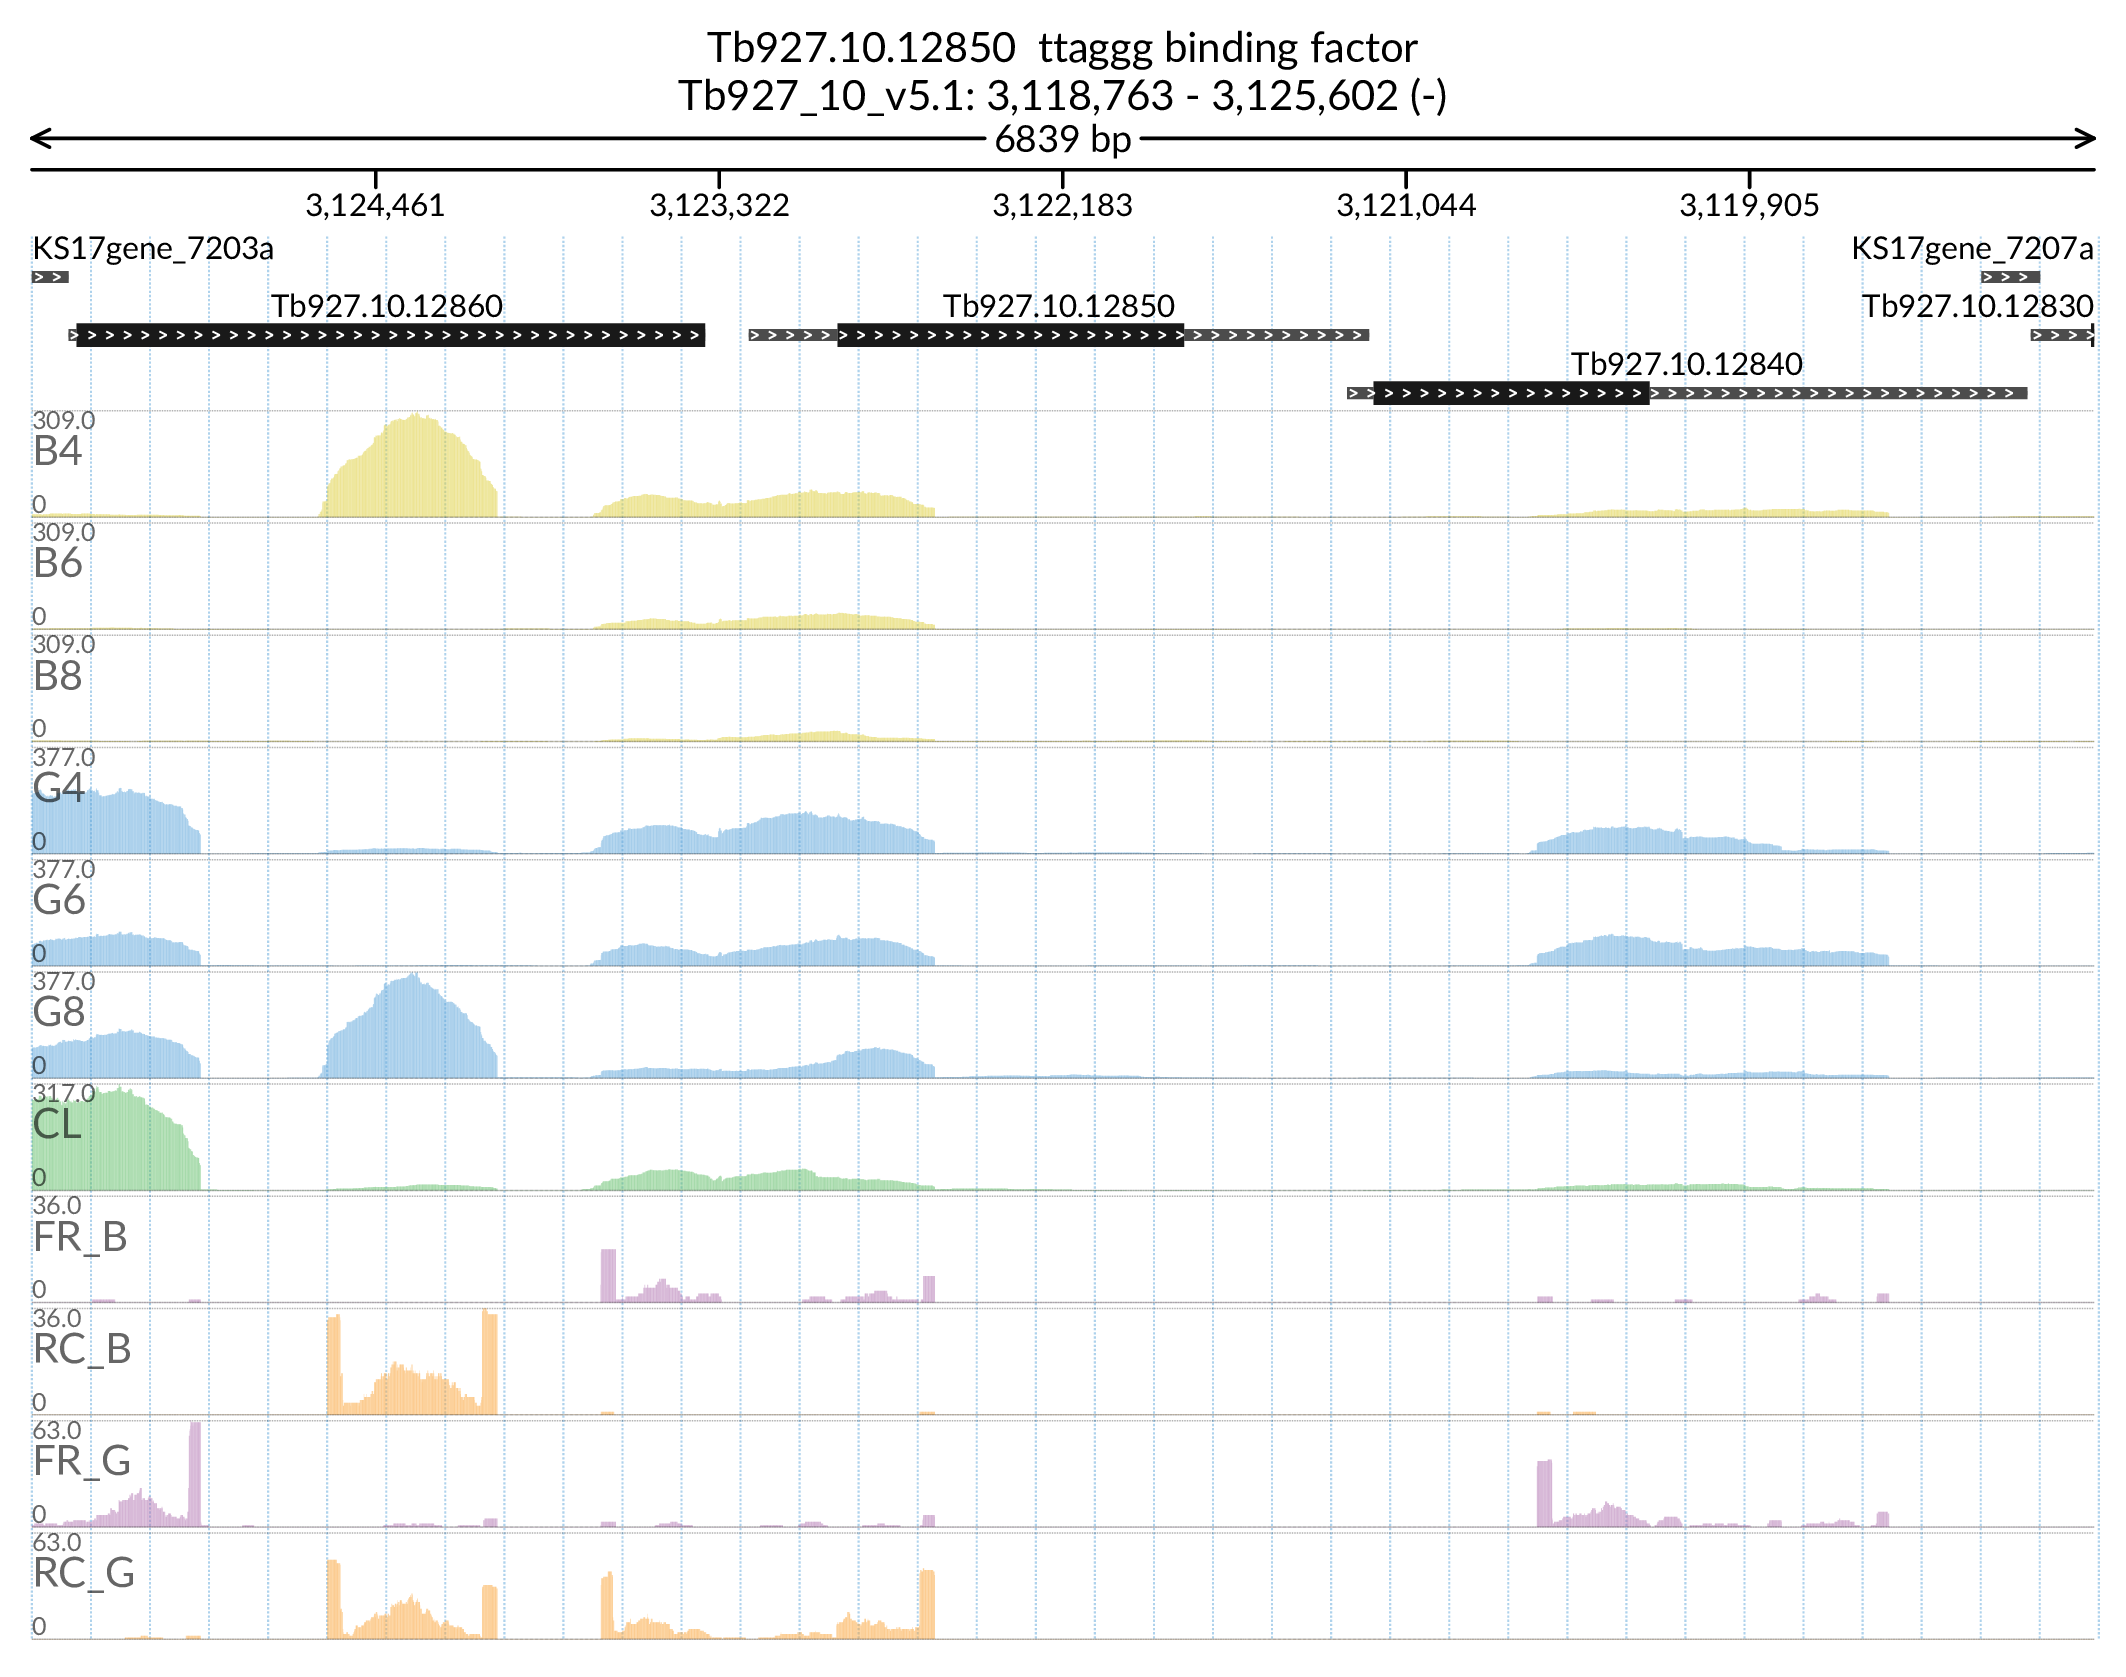 Tb927.10.12850  ttaggg binding factor
Tb927_10_v5.1: 3,118,763 - 3,125,602 (-)
6839 bp
3,124,461 3,123,322 3,122,183 3,121,044 3,119,905
KS17gene_7203a KS17gene_7207a
Tb927.10.12860 Tb927.10.12850 Tb927.10.12830
Tb927.10.12840
309.0
B4
0
309.0
B6
0
309.0
B8
0
377.0
G4
0
377.0
G6
0
377.0
G8
0
317.0
CL
0
36.0
FR_B
0
36.0
RC_B
0
63.0
FR_G
0
63.0
RC_G
0